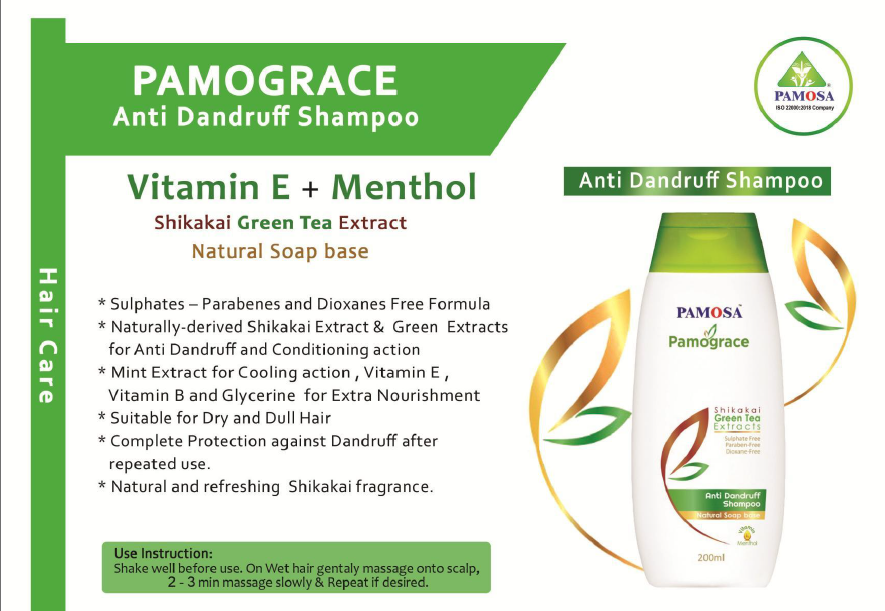 PAMOGRACE
Anti Dandruff Shampoo
PAMOSA
ISO 22000:2018 Company
Hair Care
Vitamin E + Menthol
Shikakai Green Tea Extract
Natural Soap base
* Sulphates – Parabenes and Dioxanes Free Formula
* Naturally-derived Shikakai Extract & Green Extracts
for Anti Dandruff and Conditioning action
* Mint Extract for Cooling action , Vitamin E ,
Vitamin B and Glycerine for Extra Nourishment
* Suitable for Dry and Dull Hair
* Complete Protection against Dandruff after
repeated use.
* Natural and refreshing Shikakai fragrance.
Use Instruction:
Shake well before use. On Wet hair gentaly massage onto scalp,
2 - 3 min massage slowly & Repeat if desired.
Anti Dandruff Shampoo
PAMOSA™
Pamograce
Shikakai
Green Tea
Extracts
Sulphate Free
Paraben-Free
Dioxane-Free
Anti Dandruff
Shampoo
Natural Soap base
Vitamin
Menthol
200ml